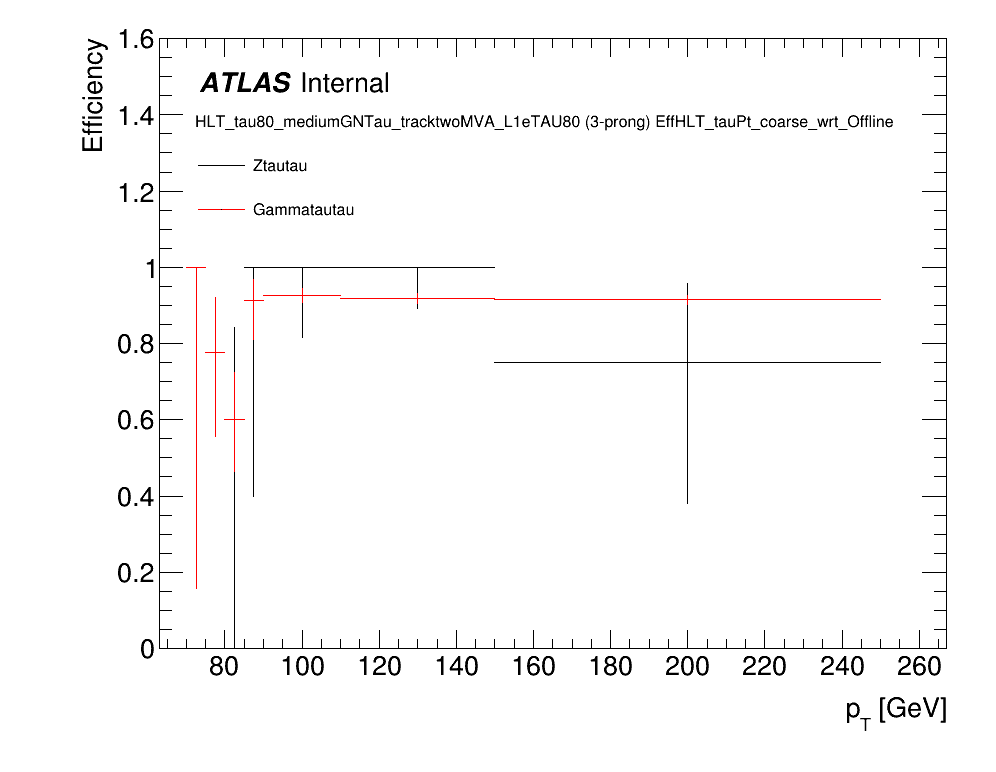 ATLAS Internal
HLT_tau80_mediumGNTau_tracktwoMVA_L1eTAU80 (3-prong) EffHLT_tauPt_coarse_wrt_Offline
Ztautau
Gammatautau
Efficiency
1.6
1.4
1.2
1
0.8
0.6
0.4
0.2
0
80 100 120 140 160 180 200 220 240 260
p_T [GeV]